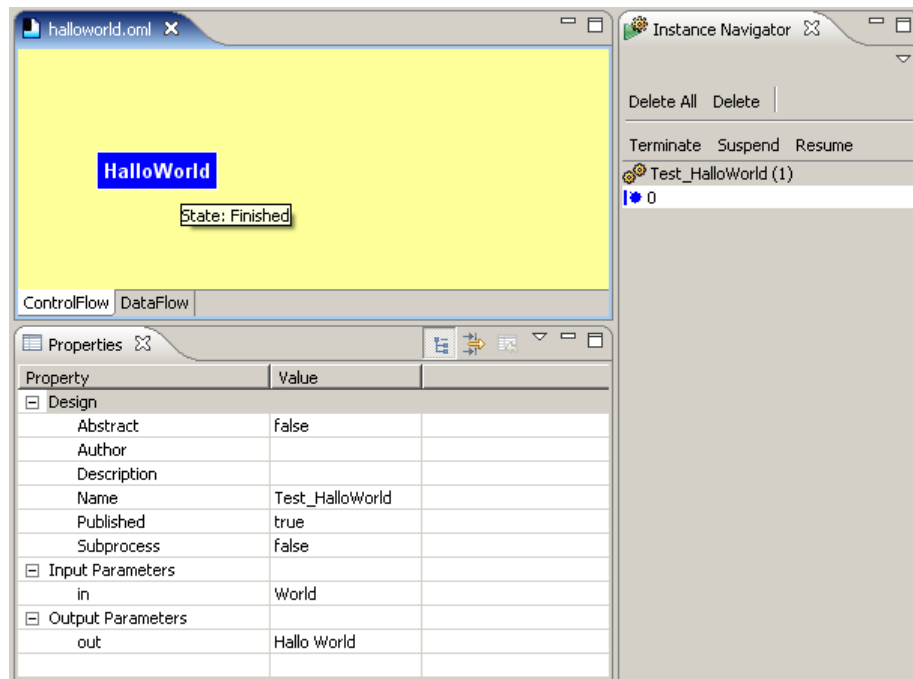 halloworld.oml
HalloWorld
State: Finished
ControlFlow DataFlow
Instance Navigator
Delete All Delete
Terminate Suspend Resume
Test_HalloWorld (1)
0
Properties
Property Value
Design
Abstract false
Author
Description
Name Test_HalloWorld
Published true
Subprocess false
Input Parameters
in World
Output Parameters
out Hallo World